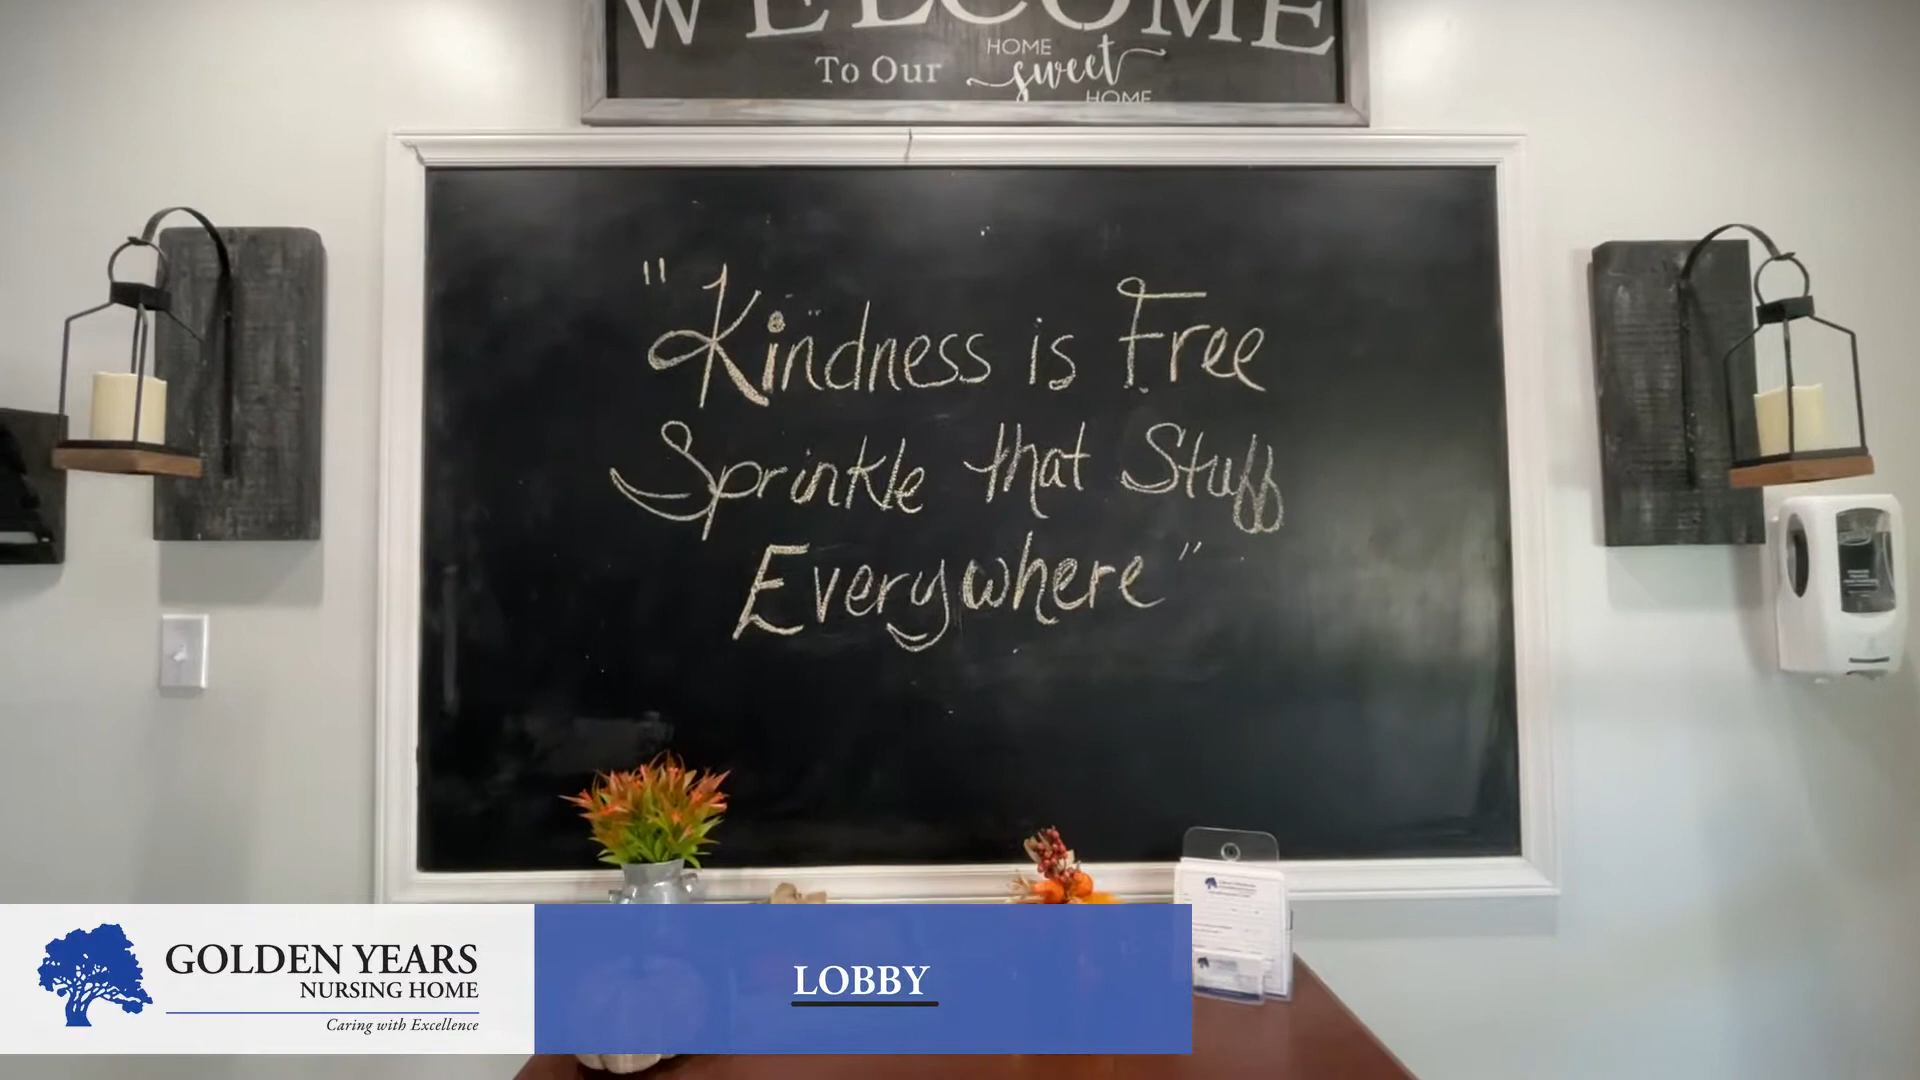 WELCOME
To Our HOME sweet HOME
"Kindness is Free
Sprinkle that Stuff
Everywhere"
GOLDEN YEARS
NURSING HOME
Caring with Excellence
LOBBY